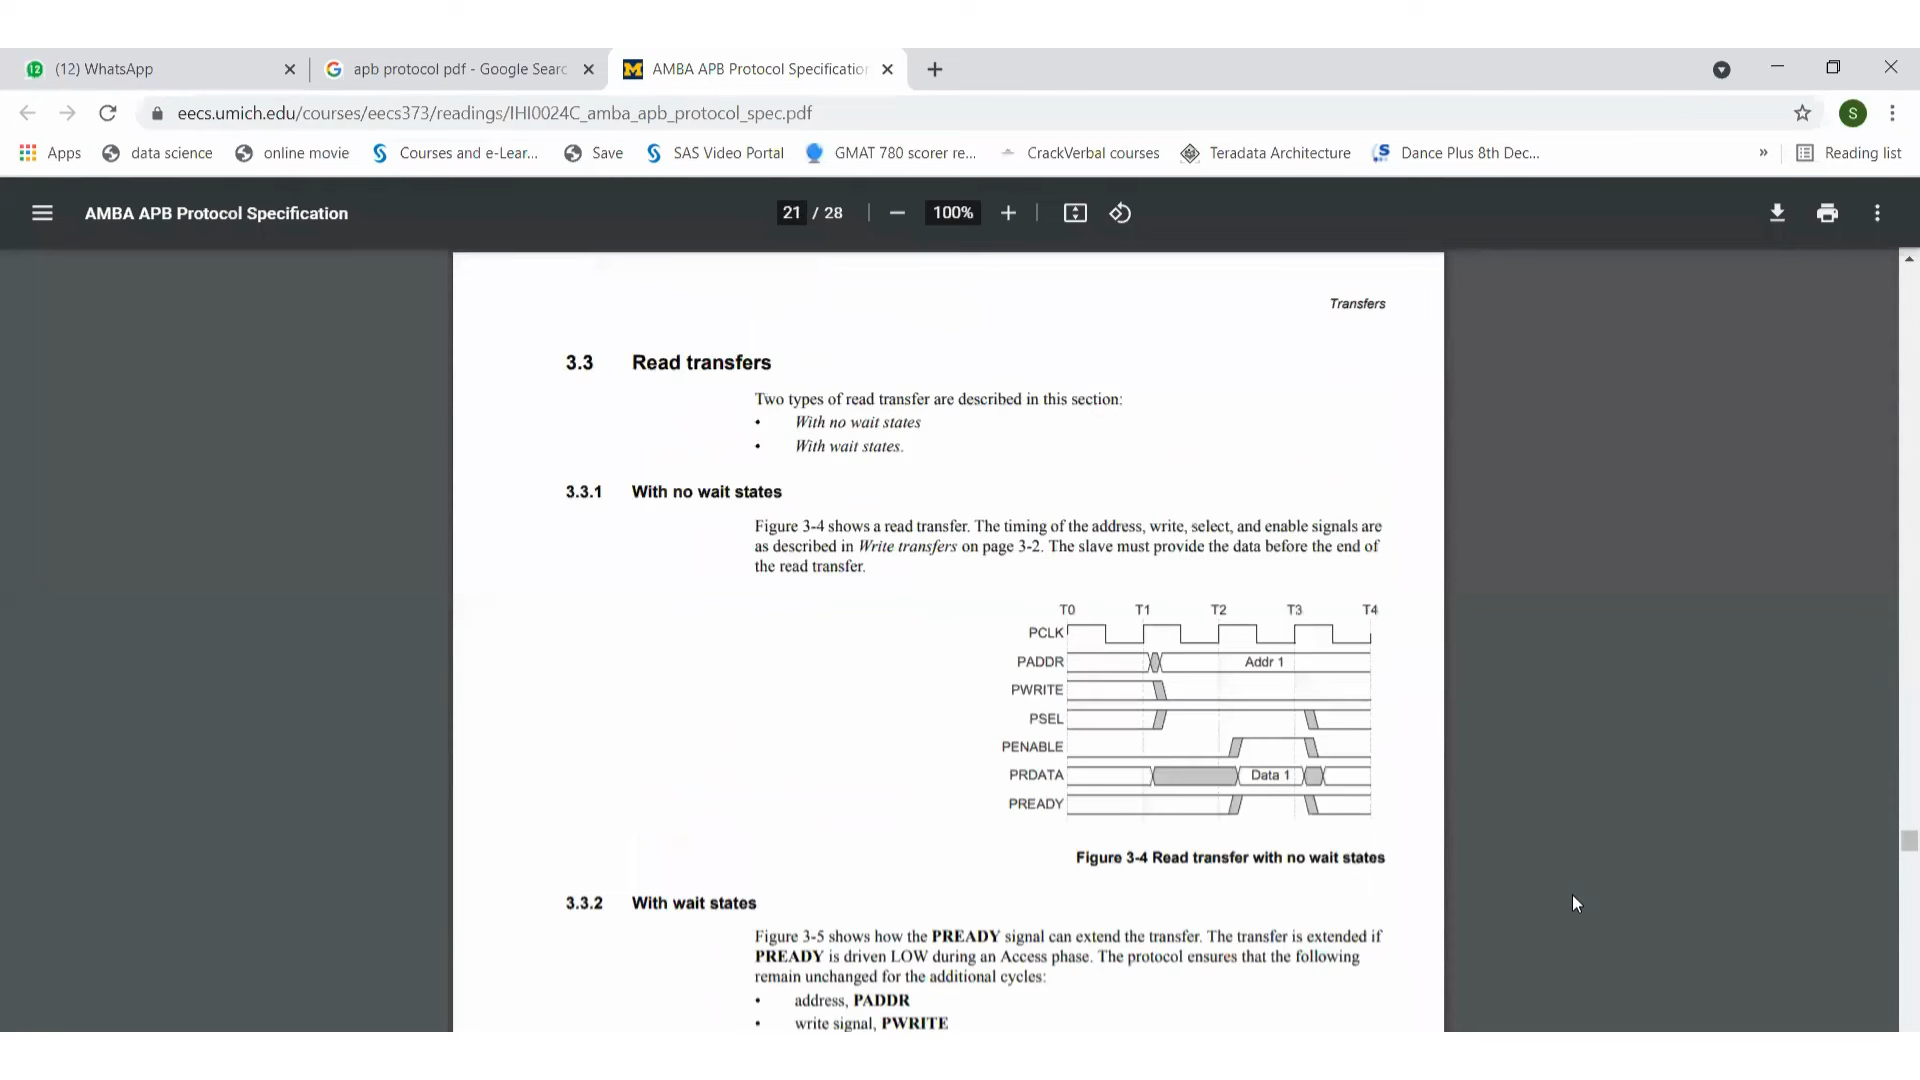 12 (12) WhatsApp
apb protocol pdf - Google Searc
AMBA APB Protocol Specification
eecs.umich.edu/courses/eecs373/readings/IHI0024C_amba_apb_protocol_spec.pdf
S
Apps data science online movie Courses and e-Lear... Save SAS Video Portal GMAT 780 scorer re... CrackVerbal courses Teradata Architecture Dance Plus 8th Dec... » Reading list
AMBA APB Protocol Specification 21 / 28 100%
Transfers
3.3 Read transfers
Two types of read transfer are described in this section:
• With no wait states
• With wait states.
3.3.1 With no wait states
Figure 3-4 shows a read transfer. The timing of the address, write, select, and enable signals are
as described in Write transfers on page 3-2. The slave must provide the data before the end of
the read transfer.
T0 T1 T2 T3 T4
PCLK
PADDR Addr 1
PWRITE
PSEL
PENABLE
PRDATA Data 1
PREADY
Figure 3-4 Read transfer with no wait states
3.3.2 With wait states
Figure 3-5 shows how the PREADY signal can extend the transfer. The transfer is extended if
PREADY is driven LOW during an Access phase. The protocol ensures that the following
remain unchanged for the additional cycles:
• address, PADDR
• write signal, PWRITE